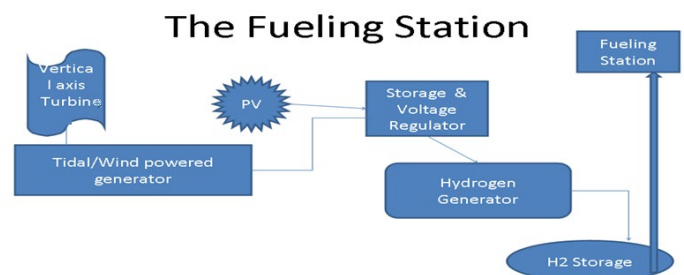 The Fueling Station
Fueling
Station
Vertica
l axis
Turbine
PV
Storage &
Voltage
Regulator
Tidal/Wind powered
generator
Hydrogen
Generator
H2 Storage